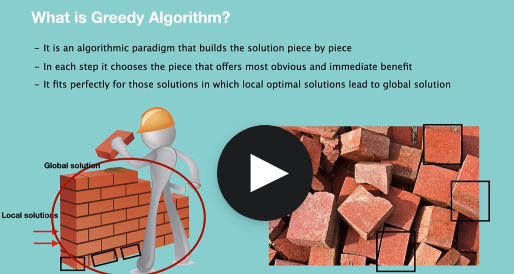 What is Greedy Algorithm?
– It is an algorithmic paradigm that builds the solution piece by piece
– In each step it chooses the piece that offers most obvious and immediate benefit
– It fits perfectly for those solutions in which local optimal solutions lead to global solution
Global solution
Local solutions